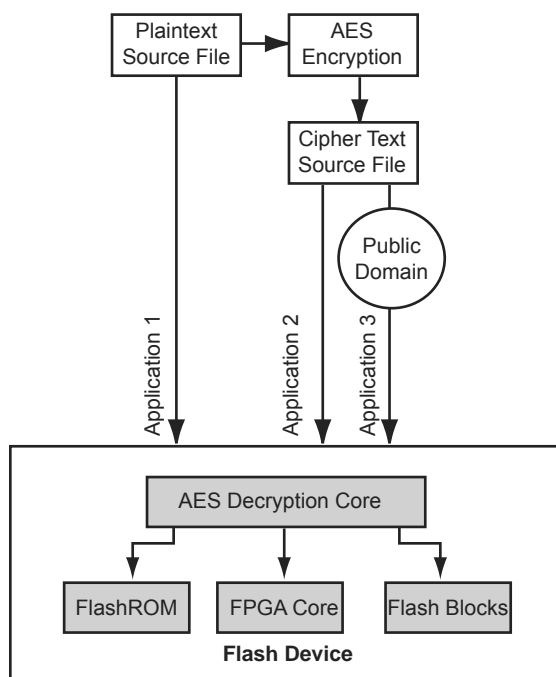 Plaintext
Source File
AES
Encryption
Cipher Text
Source File
Public
Domain
Application 1
Application 2
Application 3
AES Decryption Core
FlashROM
FPGA Core
Flash Blocks
Flash Device